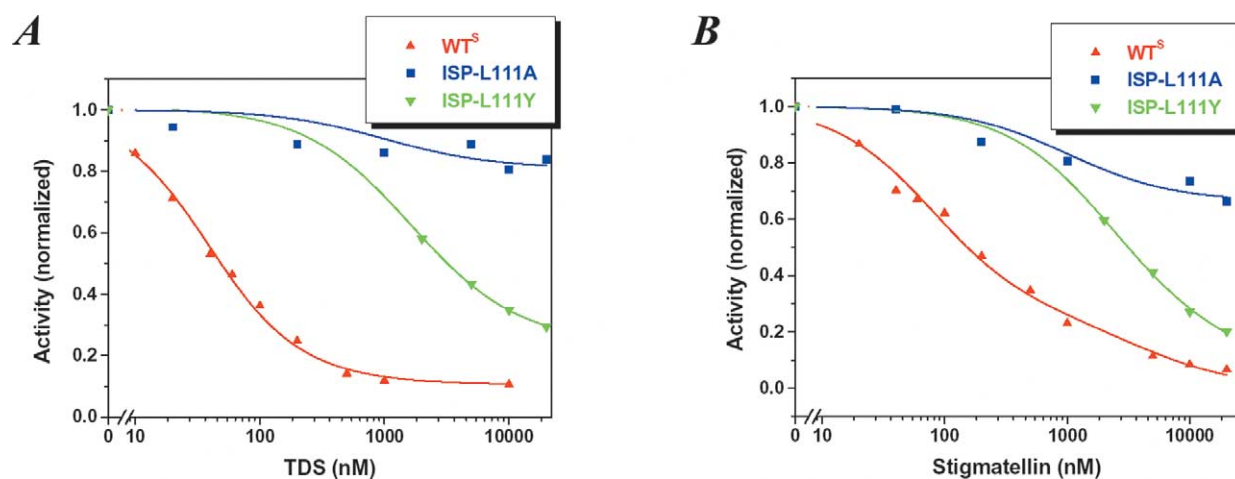 A
WTS
ISP-L111A
ISP-L111Y
Activity (normalized)
1.0
0.8
0.6
0.4
0.2
0.0
0 10 100 1000 10000
TDS (nM)
B
WTS
ISP-L111A
ISP-L111Y
Activity (normalized)
1.0
0.8
0.6
0.4
0.2
0.0
0 10 100 1000 10000
Stigmatellin (nM)